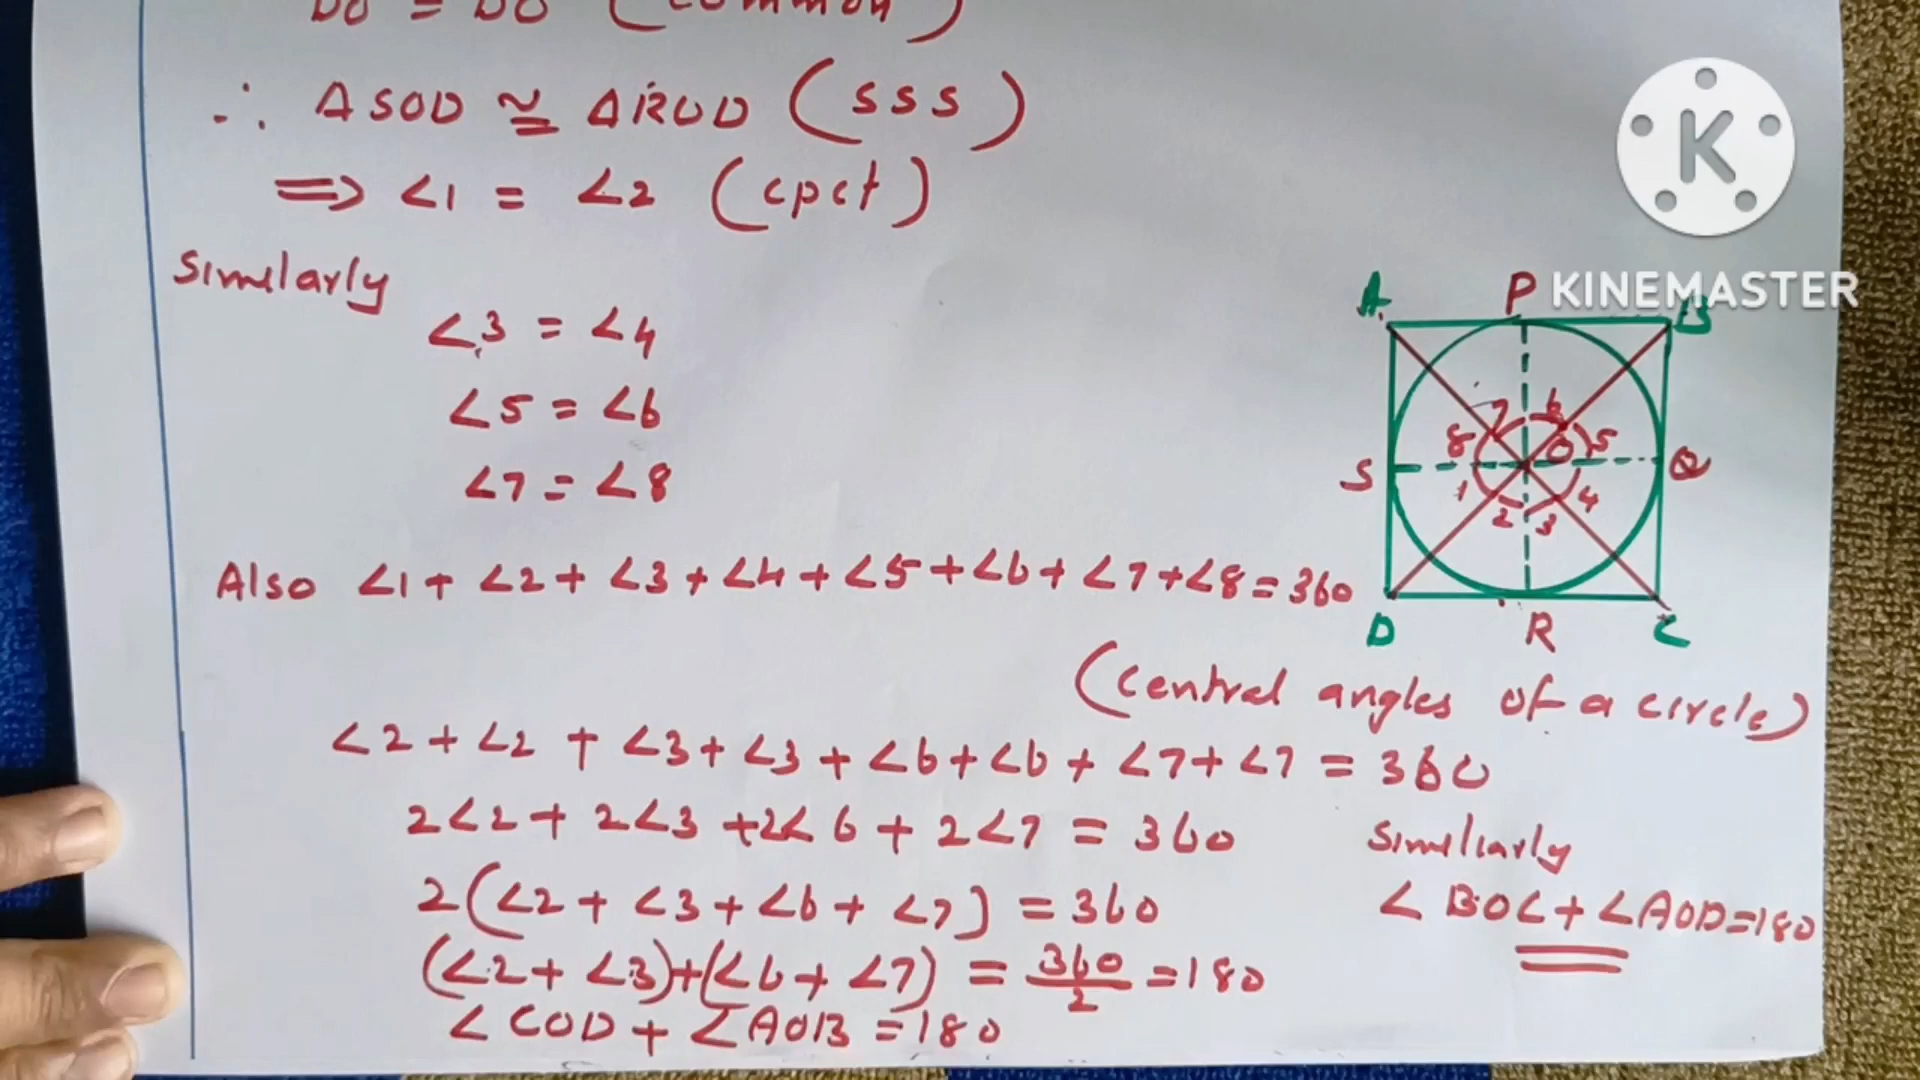 DO = DO (common)
∴ ΔSOD ≅ ΔROD (SSS)
⇒ ∠1 = ∠2 (cpct)
Similarly
∠3 = ∠4
∠5 = ∠6
∠7 = ∠8
Also ∠1 + ∠2 + ∠3 + ∠4 + ∠5 + ∠6 + ∠7 + ∠8 = 360
(Central angles of a circle)
∠2 + ∠2 + ∠3 + ∠3 + ∠6 + ∠6 + ∠7 + ∠7 = 360
2∠2 + 2∠3 + 2∠6 + 2∠7 = 360
2(∠2 + ∠3 + ∠6 + ∠7) = 360
(∠2 + ∠3) + (∠6 + ∠7) = 360/2 = 180
∠COD + ∠AOB = 180
Similarly
∠BOC + ∠AOD = 180
K
KINEMASTER
A P B
7 6
8 O 5
S Q
1 4
2 3
D R C